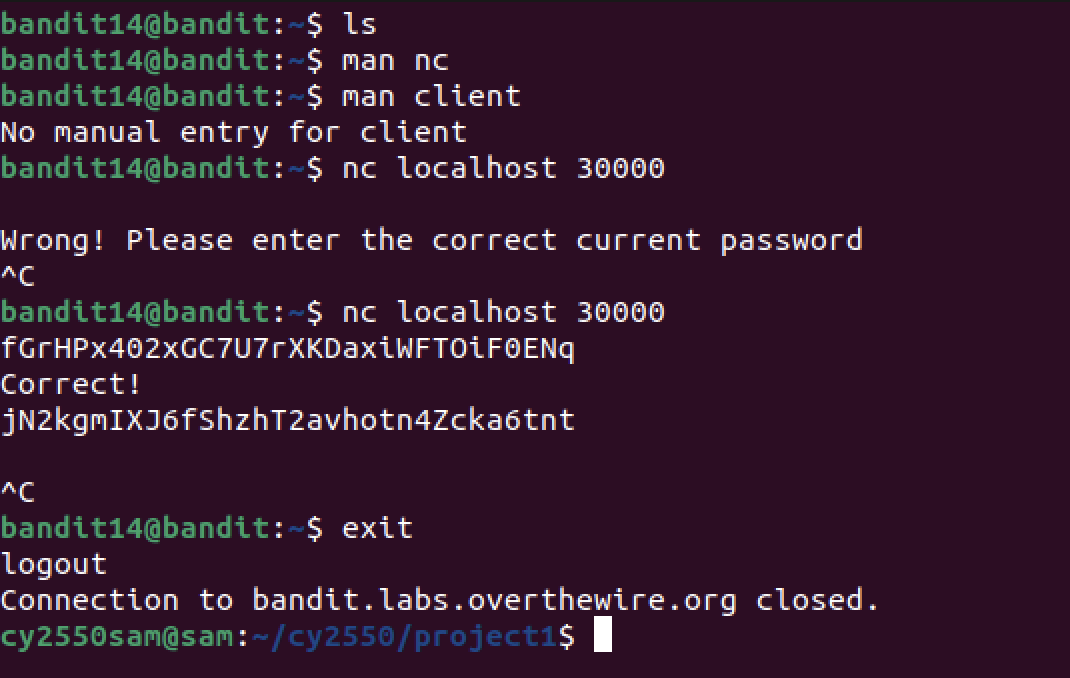 bandit14@bandit:~$ ls
bandit14@bandit:~$ man nc
bandit14@bandit:~$ man client
No manual entry for client
bandit14@bandit:~$ nc localhost 30000

Wrong! Please enter the correct current password
^C
bandit14@bandit:~$ nc localhost 30000
fGrHPx402xGC7U7rXKDaxiWFTOiF0ENq
Correct!
jN2kgmIXJ6fShzhT2avhotn4Zcka6tnt

^C
bandit14@bandit:~$ exit
logout
Connection to bandit.labs.overthewire.org closed.
cy2550sam@sam:~/cy2550/project1$